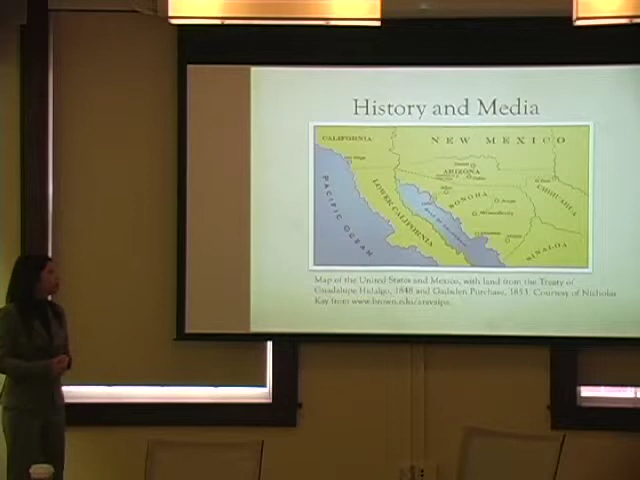 History and Media
CALIFORNIA
NEW MEXICO
ARIZONA
SONORA
CHIHUAHUA
LOWER CALIFORNIA
PACIFIC OCEAN
SINALOA
Map of the United States and Mexico, with land from the Treaty of
Guadalupe Hidalgo, 1848 and Gadsden Purchase, 1853. Courtesy of Nicholas
Kay from www.brown.edu/aravaipa.